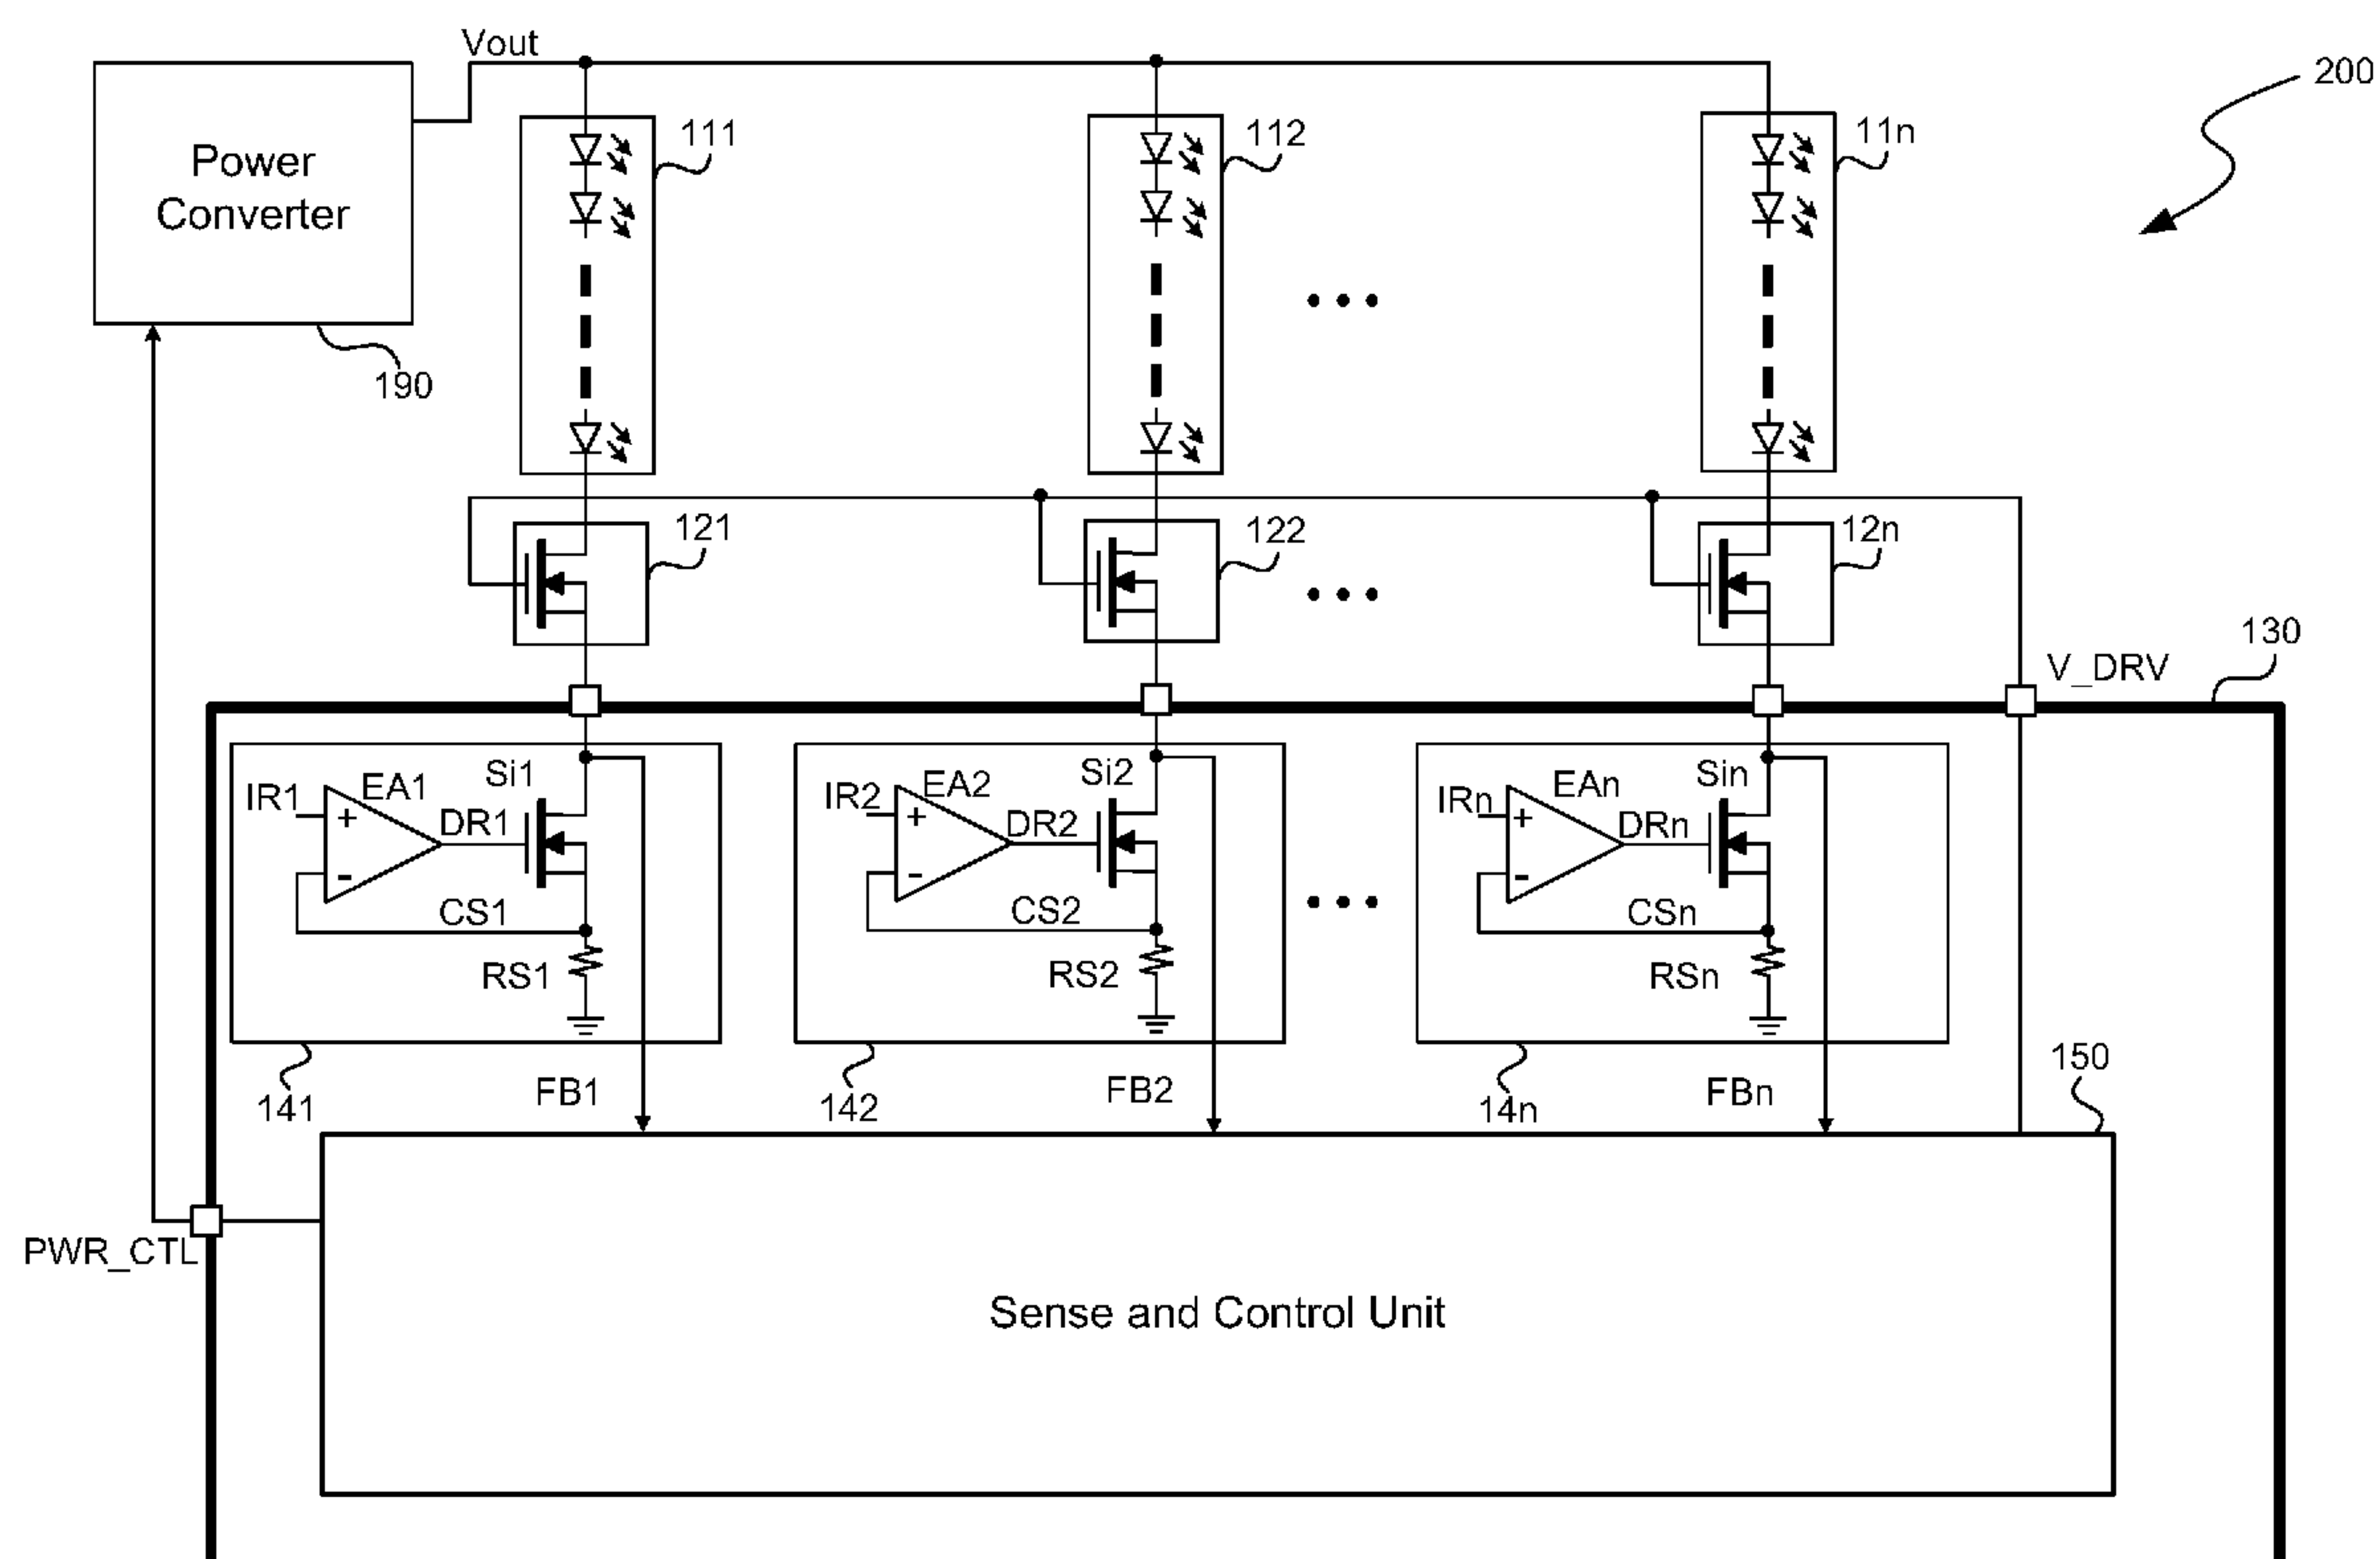 Vout
200
Power
Converter
111
112
11n
190
121
122
12n
130
V_DRV
IR1
+
-
EA1
DR1
Si1
CS1
RS1
IR2
+
-
EA2
DR2
Si2
CS2
RS2
IRn
+
-
EAn
DRn
Sin
CSn
RSn
141
FB1
142
FB2
14n
FBn
150
PWR_CTL
Sense and Control Unit